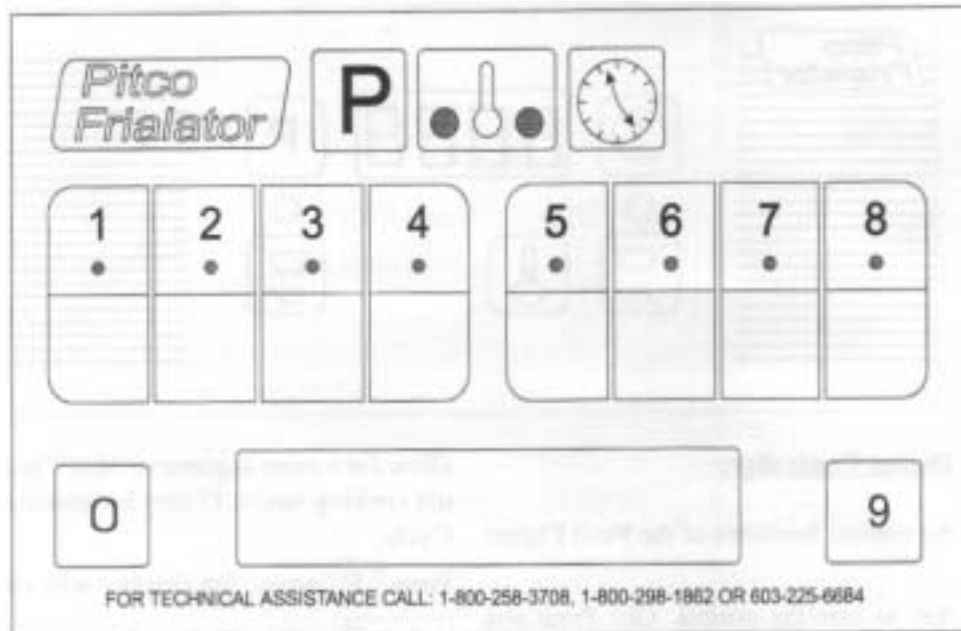 Pitco
Frialator
P
1 2 3 4 5 6 7 8
0 9
FOR TECHNICAL ASSISTANCE CALL: 1-800-258-3708, 1-800-298-1862 OR 603-225-6684